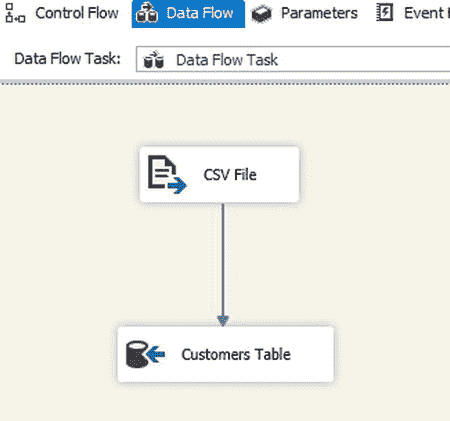 Control Flow Data Flow Parameters Event
Data Flow Task: Data Flow Task
CSV File
Customers Table